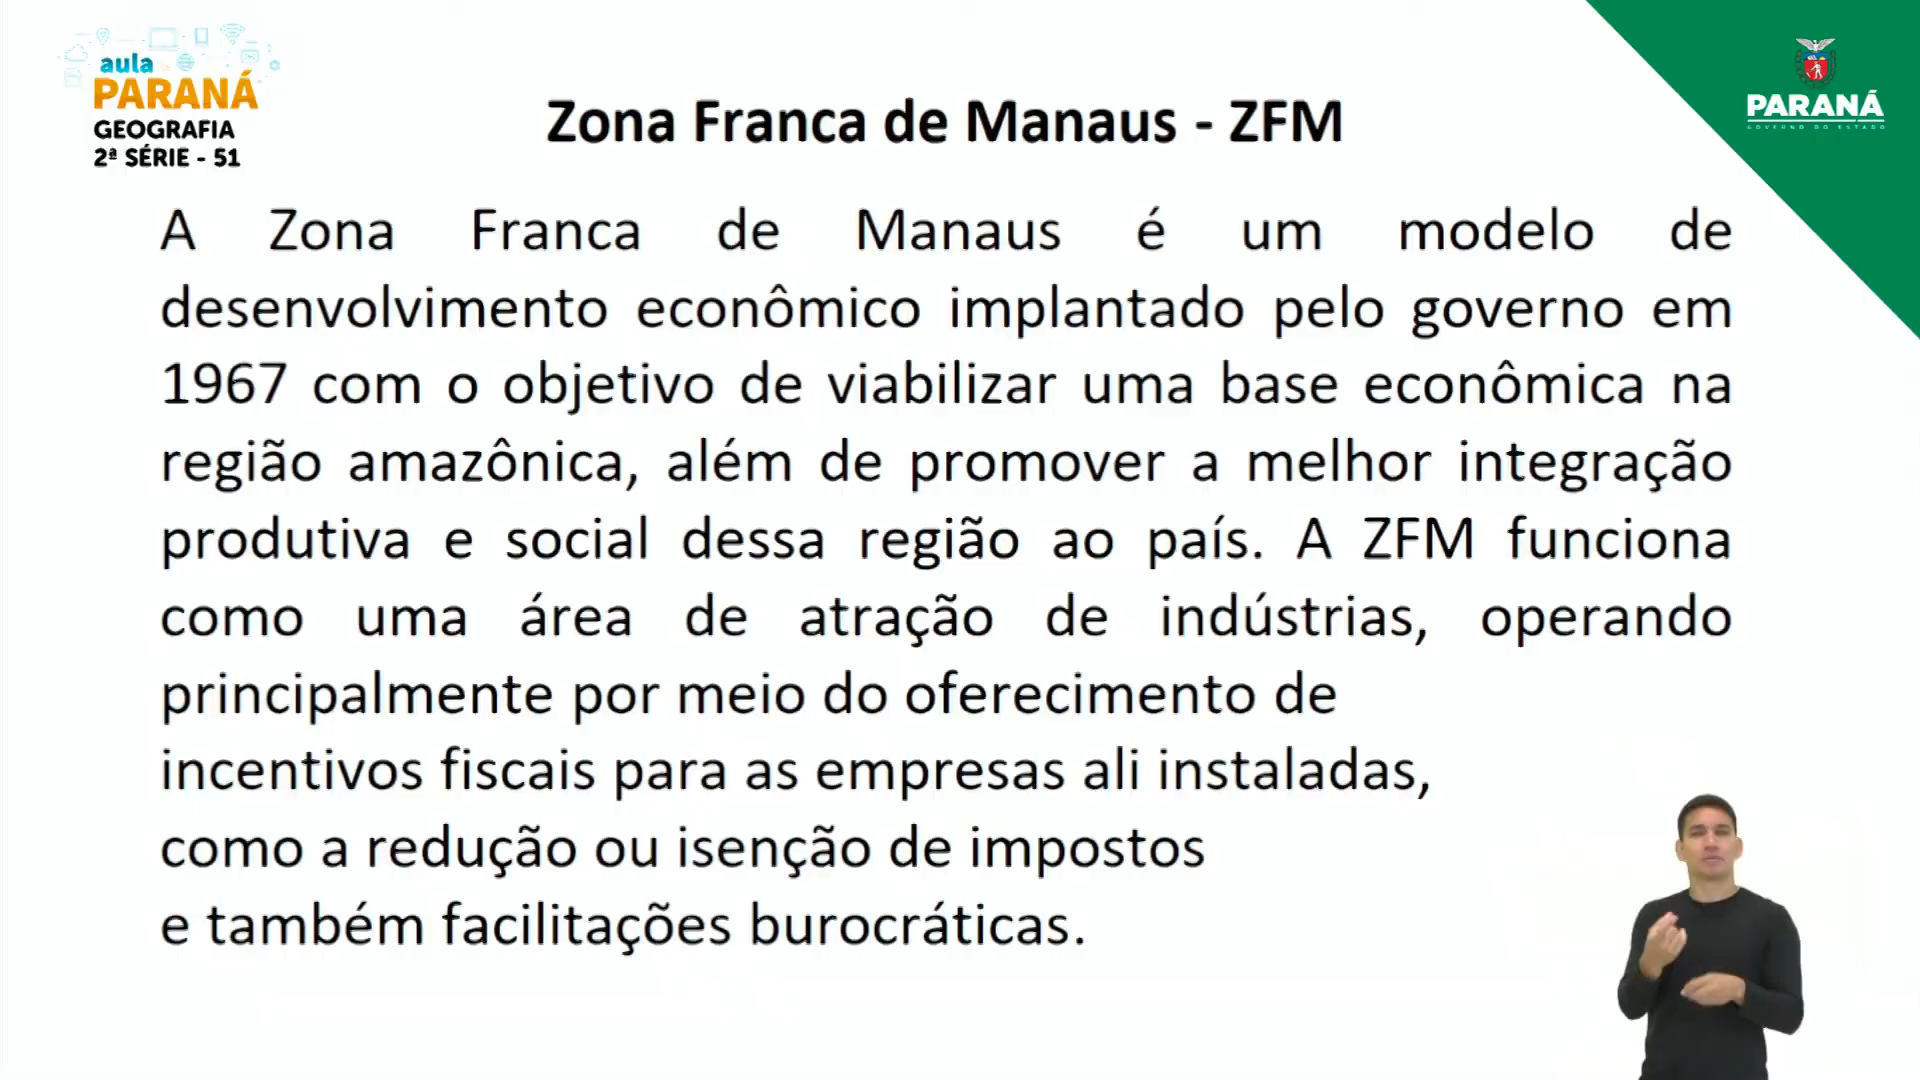 aula
PARANÁ
GEOGRAFIA
2ª SÉRIE - 51
PARANÁ
GOVERNO DO ESTADO
Zona Franca de Manaus - ZFM
A Zona Franca de Manaus é um modelo de
desenvolvimento econômico implantado pelo governo em
1967 com o objetivo de viabilizar uma base econômica na
região amazônica, além de promover a melhor integração
produtiva e social dessa região ao país. A ZFM funciona
como uma área de atração de indústrias, operando
principalmente por meio do oferecimento de
incentivos fiscais para as empresas ali instaladas,
como a redução ou isenção de impostos
e também facilitações burocráticas.